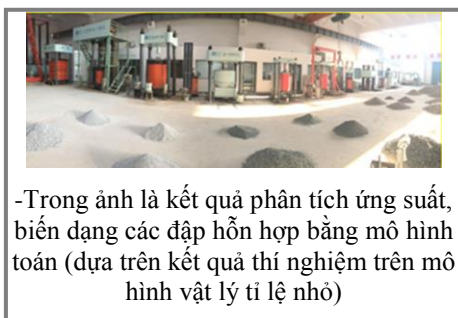 -Trong ảnh là kết quả phân tích ứng suất,
biến dạng các đập hỗn hợp bằng mô hình
toán (dựa trên kết quả thí nghiệm trên mô
hình vật lý tỉ lệ nhỏ)